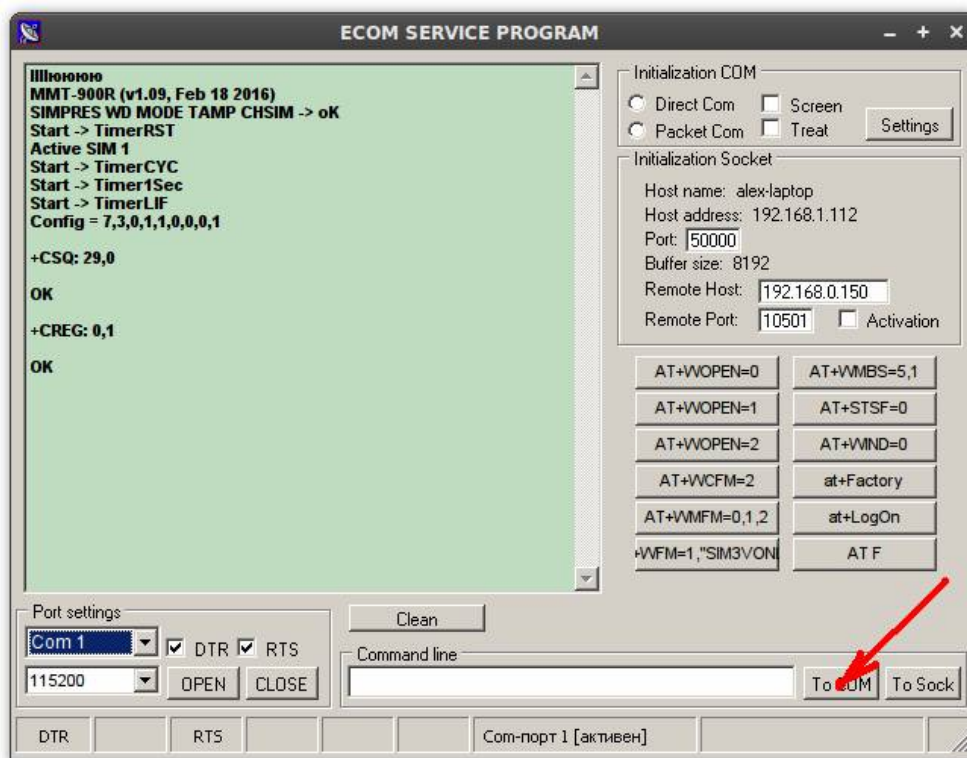 ECOM SERVICE PROGRAM
MMT-900R (v1.09, Feb 18 2016)
SIMPRES WD MODE TAMP CHSIM -> oK
Start -> TimerRST
Active SIM 1
Start -> TimerCYC
Start -> Timer1Sec
Start -> TimerLIF
Config = 7,3,0,1,1,0,0,0,1
+CSQ: 29,0
OK
+CREG: 0,1
OK
Initialization COM
Direct Com
Screen
Packet Com
Treat
Settings
Initialization Socket
Host name: alex-laptop
Host address: 192.168.1.112
Port: 50000
Buffer size: 8192
Remote Host: 192.168.0.150
Remote Port: 10501
Activation
AT+WOPEN=0
AT+WMBS=5,1
AT+WOPEN=1
AT+STSF=0
AT+WOPEN=2
AT+WIND=0
AT+WCFM=2
at+Factory
AT+WMFM=0,1,2
at+LogOn
+WFM=1,"SIM3VONL
AT F
Port settings
Com 1
DTR
RTS
115200
OPEN
CLOSE
Clean
Command line
To COM
To Sock
DTR
RTS
Com-порт 1 [активен]